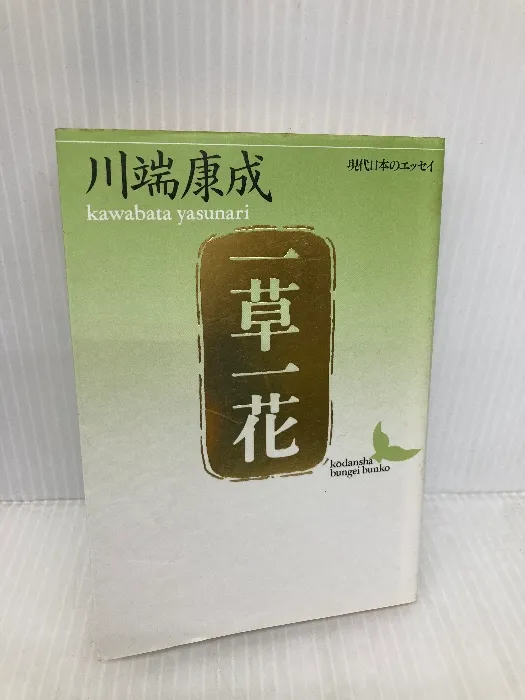 川端康成
kawabata yasunari
現代日本のエッセイ
一草一花
kōdansha
bungei bunko